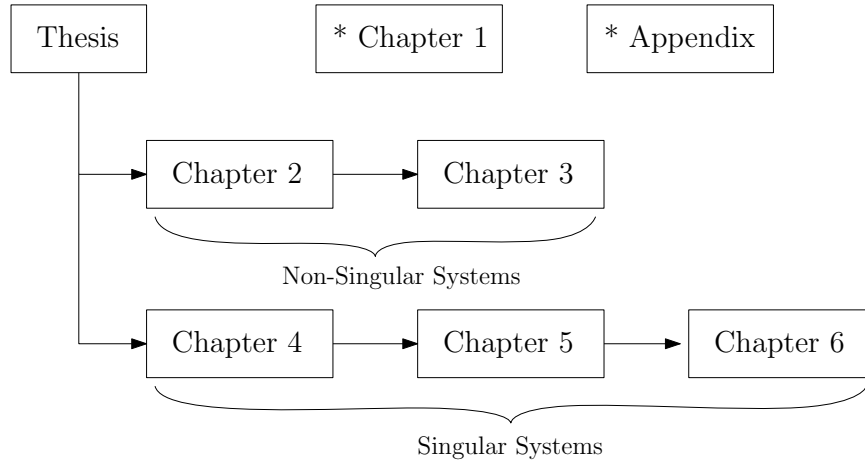 Thesis
* Chapter 1
* Appendix
Chapter 2
Chapter 3
Non-Singular Systems
Chapter 4
Chapter 5
Chapter 6
Singular Systems